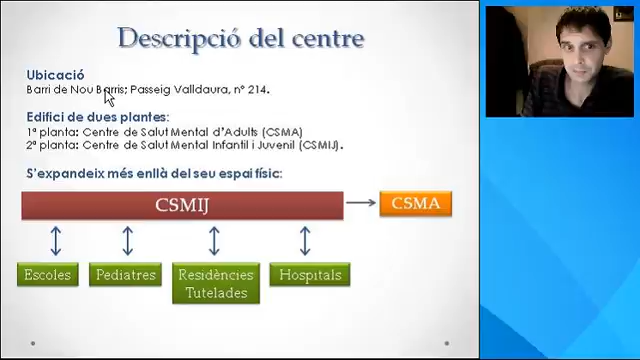 Descripció del centre
Ubicació
Barri de Nou Barris; Passeig Valldaura, nº 214.
Edifici de dues plantes:
1ª planta: Centre de Salut Mental d'Adults (CSMA)
2ª planta: Centre de Salut Mental Infantil i Juvenil (CSMIJ).
S'expandeix més enllà del seu espai físic:
CSMIJ
CSMA
Escoles
Pediatres
Residències
Tutelades
Hospitals